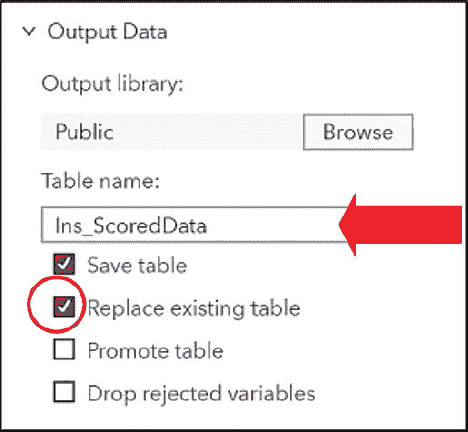 Output Data
Output library:
Public Browse
Table name:
Ins_ScoredData
Save table
Replace existing table
Promote table
Drop rejected variables